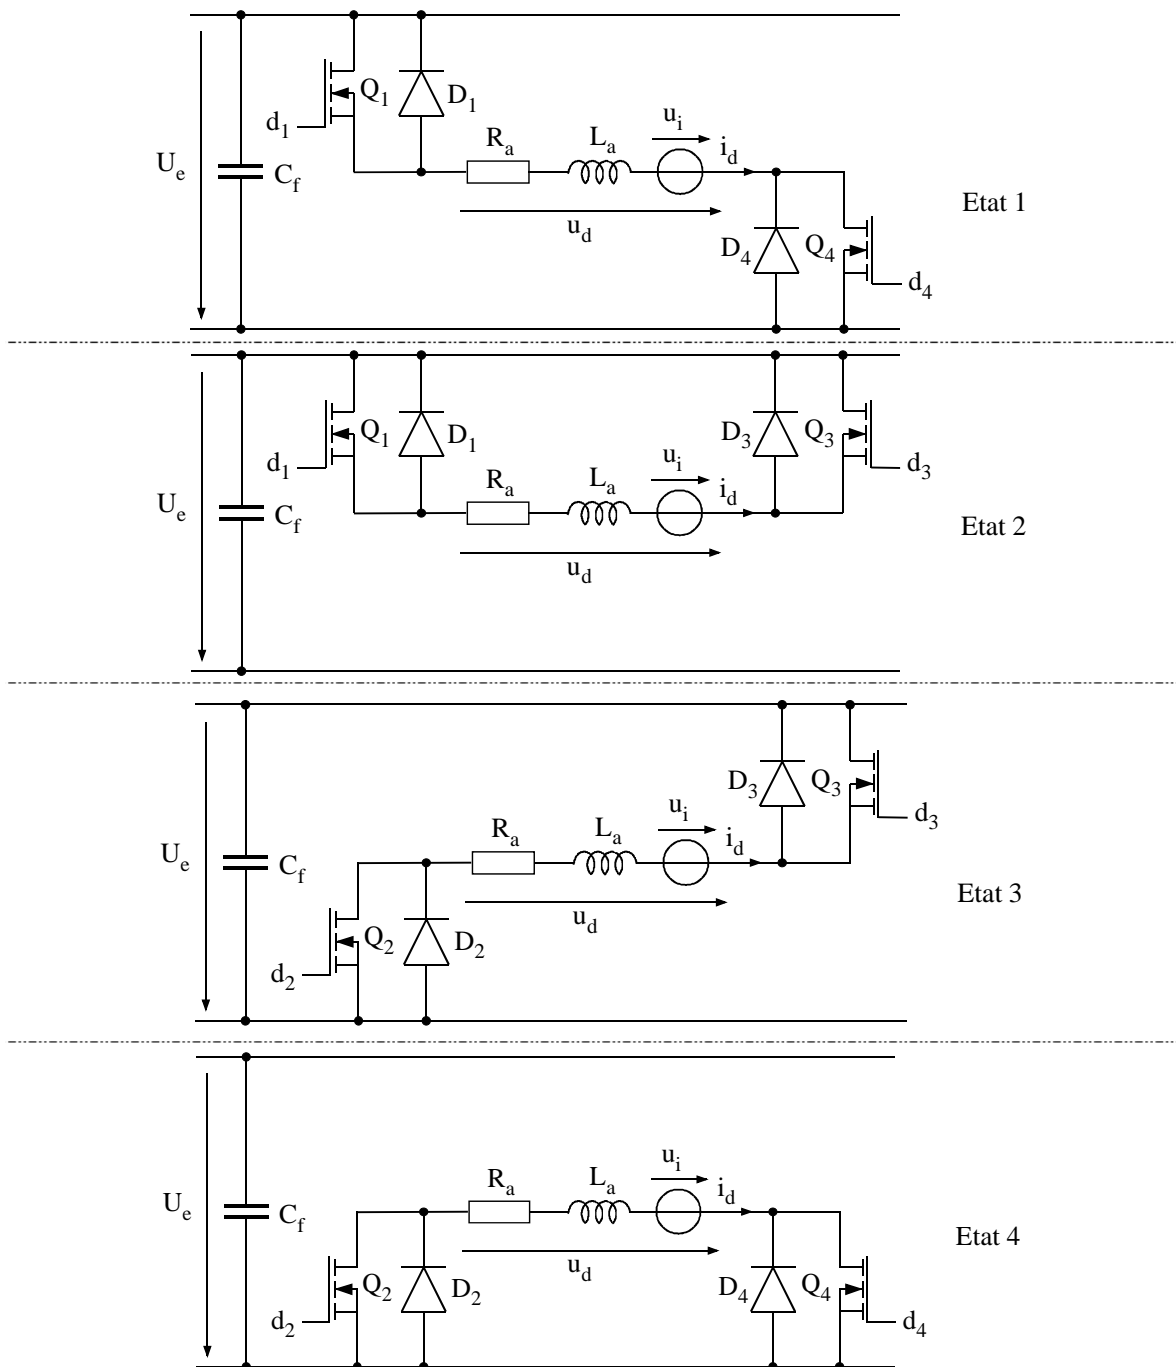 Q1 D1
d1
Ra La ui id
Ue Cf
Etat 1
ud
D4 Q4
d4
Q1 D1 D3 Q3
d1 d3
Ra La ui id
Ue Cf
Etat 2
ud
D3 Q3
d3
Ra La ui id
Ue Cf
Etat 3
ud
Q2 D2
d2
Ra La ui id
Ue Cf
Etat 4
ud
Q2 D2 D4 Q4
d2 d4